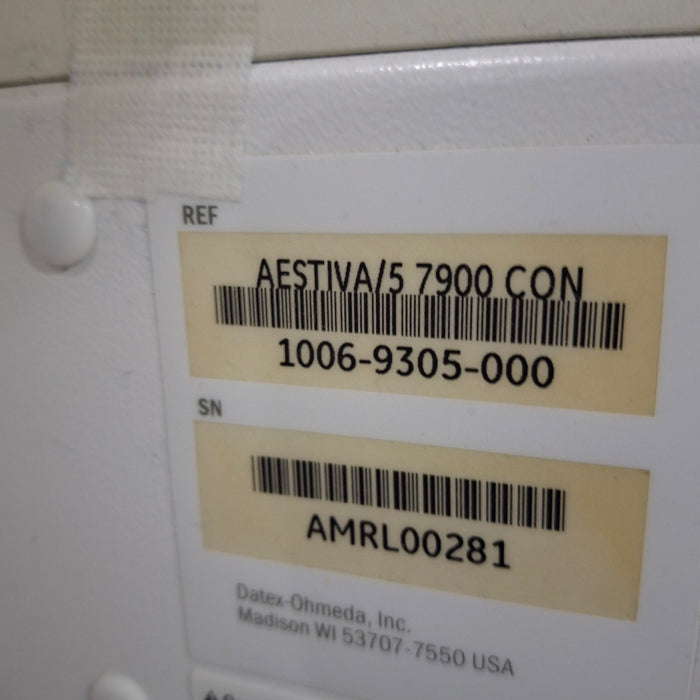 REF
AESTIVA/5 7900 CON
1006-9305-000
SN
AMRL00281
Datex-Ohmeda, Inc.
Madison WI 53707-7550 USA